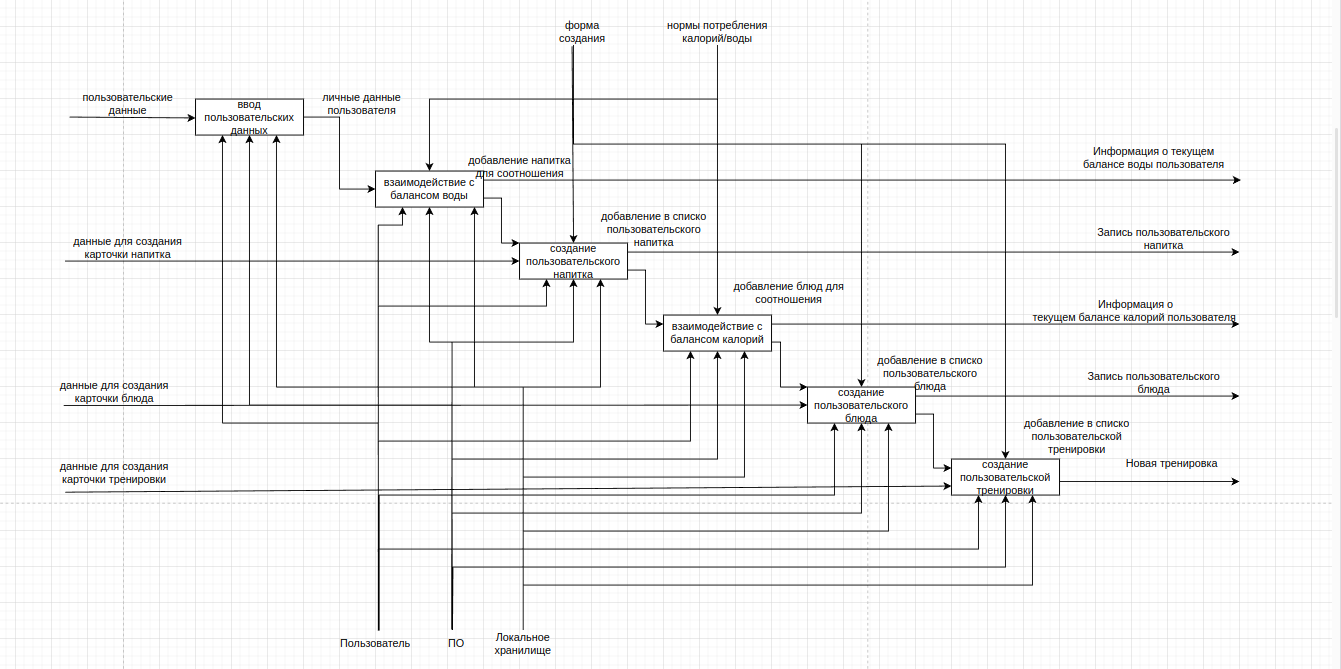 форма
создания
нормы потребления
калорий/воды
пользовательские
данные
ввод
пользовательских
данных
личные данные
пользователя
добавление напитка
для соотношения
Информация о текущем
балансе воды пользователя
взаимодействие с
балансом воды
добавление в списко
пользовательского
напитка
Запись пользовательского
напитка
данные для создания
карточки напитка
создание
пользовательского
напитка
добавление блюд для
соотношения
Информация о
текущем балансе калорий пользователя
взаимодействие с
балансом калорий
добавление в списко
пользовательского
блюда
Запись пользовательского
блюда
данные для создания
карточки блюда
создание
пользовательского
блюда
добавление в списко
пользовательской
тренировки
Новая тренировка
данные для создания
карточки тренировки
создание
пользовательской
тренировки
Пользователь
ПО
Локальное
хранилище